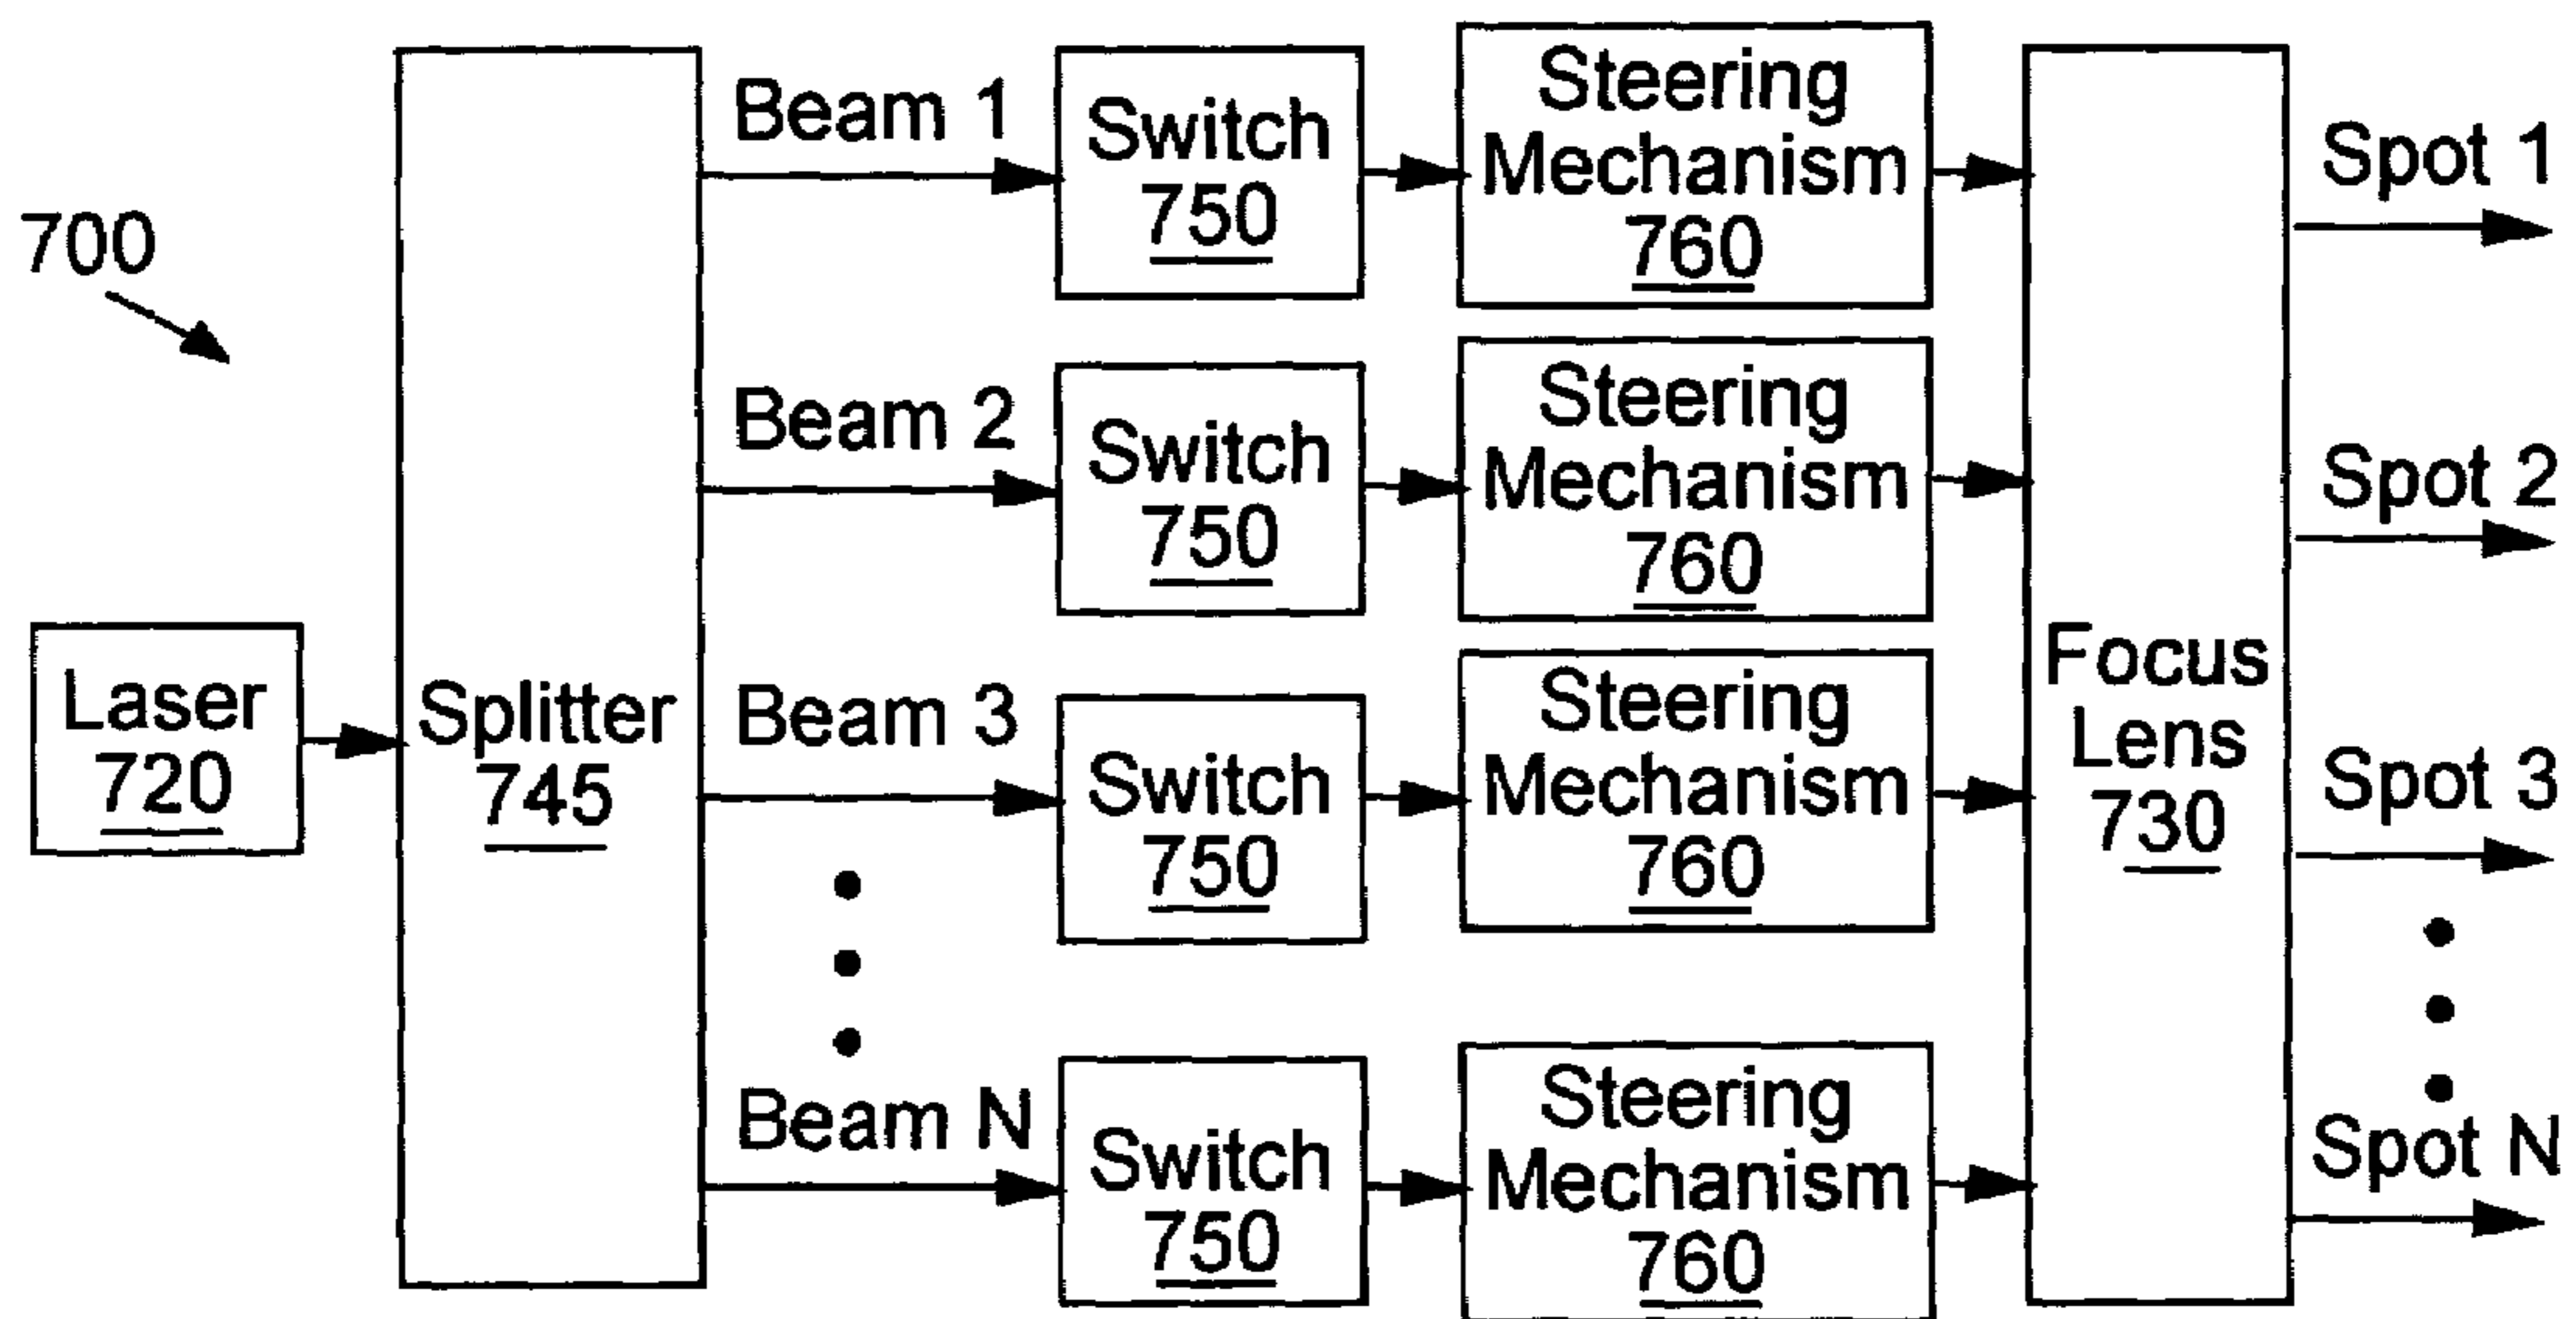 700
Laser
720
Splitter
745
Beam 1
Switch
750
Steering
Mechanism
760
Beam 2
Switch
750
Steering
Mechanism
760
Beam 3
Switch
750
Steering
Mechanism
760
Beam N
Switch
750
Steering
Mechanism
760
Focus
Lens
730
Spot 1
Spot 2
Spot 3
Spot N